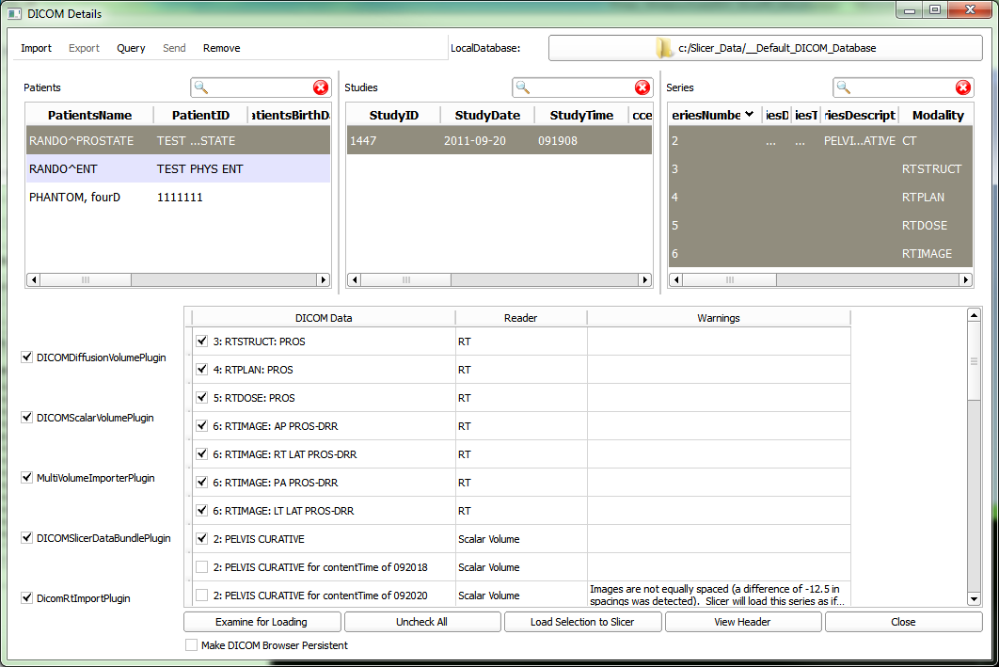 DICOM Details
Import Export Query Send Remove LocalDatabase: c:/Slicer_Data/__Default_DICOM_Database
Patients Studies Series
PatientsName PatientID atientsBirthDa StudyID StudyDate StudyTime cce eriesNumbe iesD iesT riesDescript Modality
RANDO^PROSTATE TEST ...STATE 1447 2011-09-20 091908 2 ... ... PELVI...ATIVE CT
RANDO^ENT TEST PHYS ENT 3 RTSTRUCT
PHANTOM, fourD 1111111 4 RTPLAN
5 RTDOSE
6 RTIMAGE
DICOM Data Reader Warnings
3: RTSTRUCT: PROS RT
DICOMDiffusionVolumePlugin
4: RTPLAN: PROS RT
5: RTDOSE: PROS RT
DICOMScalarVolumePlugin
6: RTIMAGE: AP PROS-DRR RT
6: RTIMAGE: RT LAT PROS-DRR RT
MultiVolumeImporterPlugin
6: RTIMAGE: PA PROS-DRR RT
6: RTIMAGE: LT LAT PROS-DRR RT
DICOMSlicerDataBundlePlugin
2: PELVIS CURATIVE Scalar Volume
2: PELVIS CURATIVE for contentTime of 092018 Scalar Volume
DicomRtImportPlugin
2: PELVIS CURATIVE for contentTime of 092020 Scalar Volume
Images are not equally spaced (a difference of -12.5 in
spacings was detected). Slicer will load this series as if...
Examine for Loading Uncheck All Load Selection to Slicer View Header Close
Make DICOM Browser Persistent